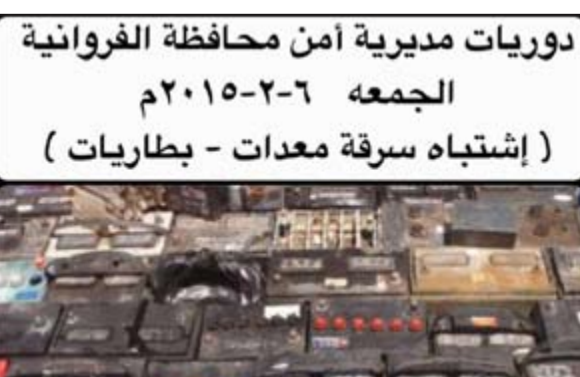 دوريات مديرية أمن محافظة الفروانية
الجمعه ٦-٢-٢٠١٥م
( إشتباه سرقة معدات - بطاريات )